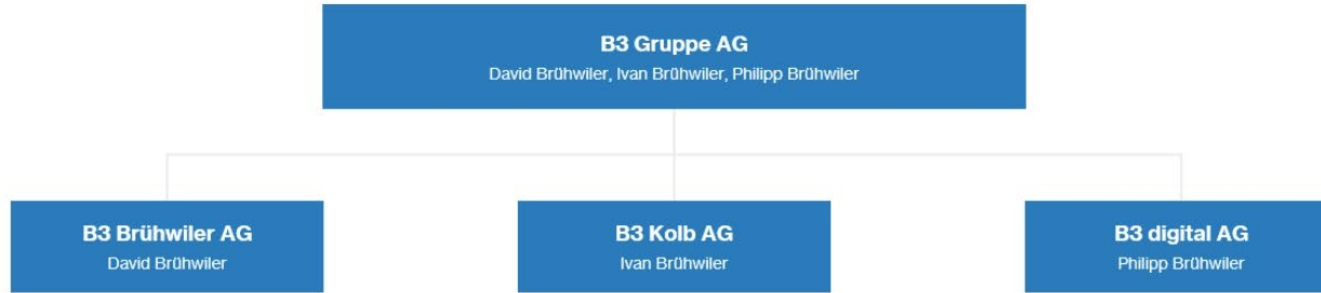 B3 Gruppe AG
David Brühwiler, Ivan Brühwiler, Philipp Brühwiler
B3 Brühwiler AG
David Brühwiler
B3 Kolb AG
Ivan Brühwiler
B3 digital AG
Philipp Brühwiler